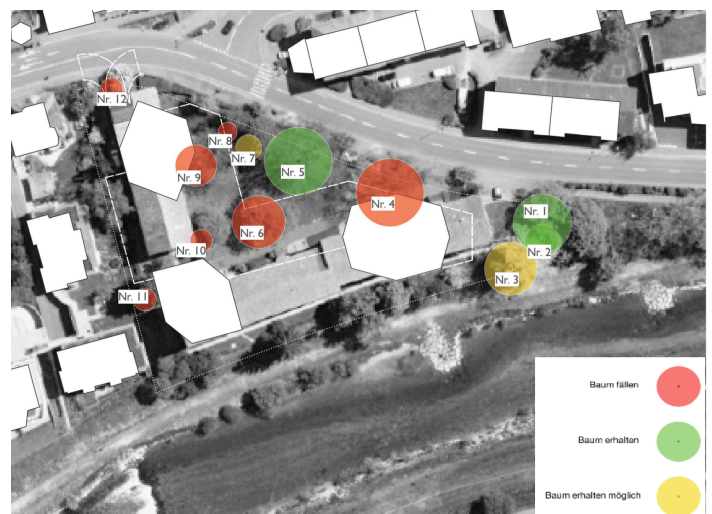 Nr. 12
Nr. 8
Nr. 7
Nr. 5
Nr. 9
Nr. 4
Nr. 1
Nr. 6
Nr. 10
Nr. 2
Nr. 3
Nr. 11
Baum fällen
Baum erhalten
Baum erhalten möglich